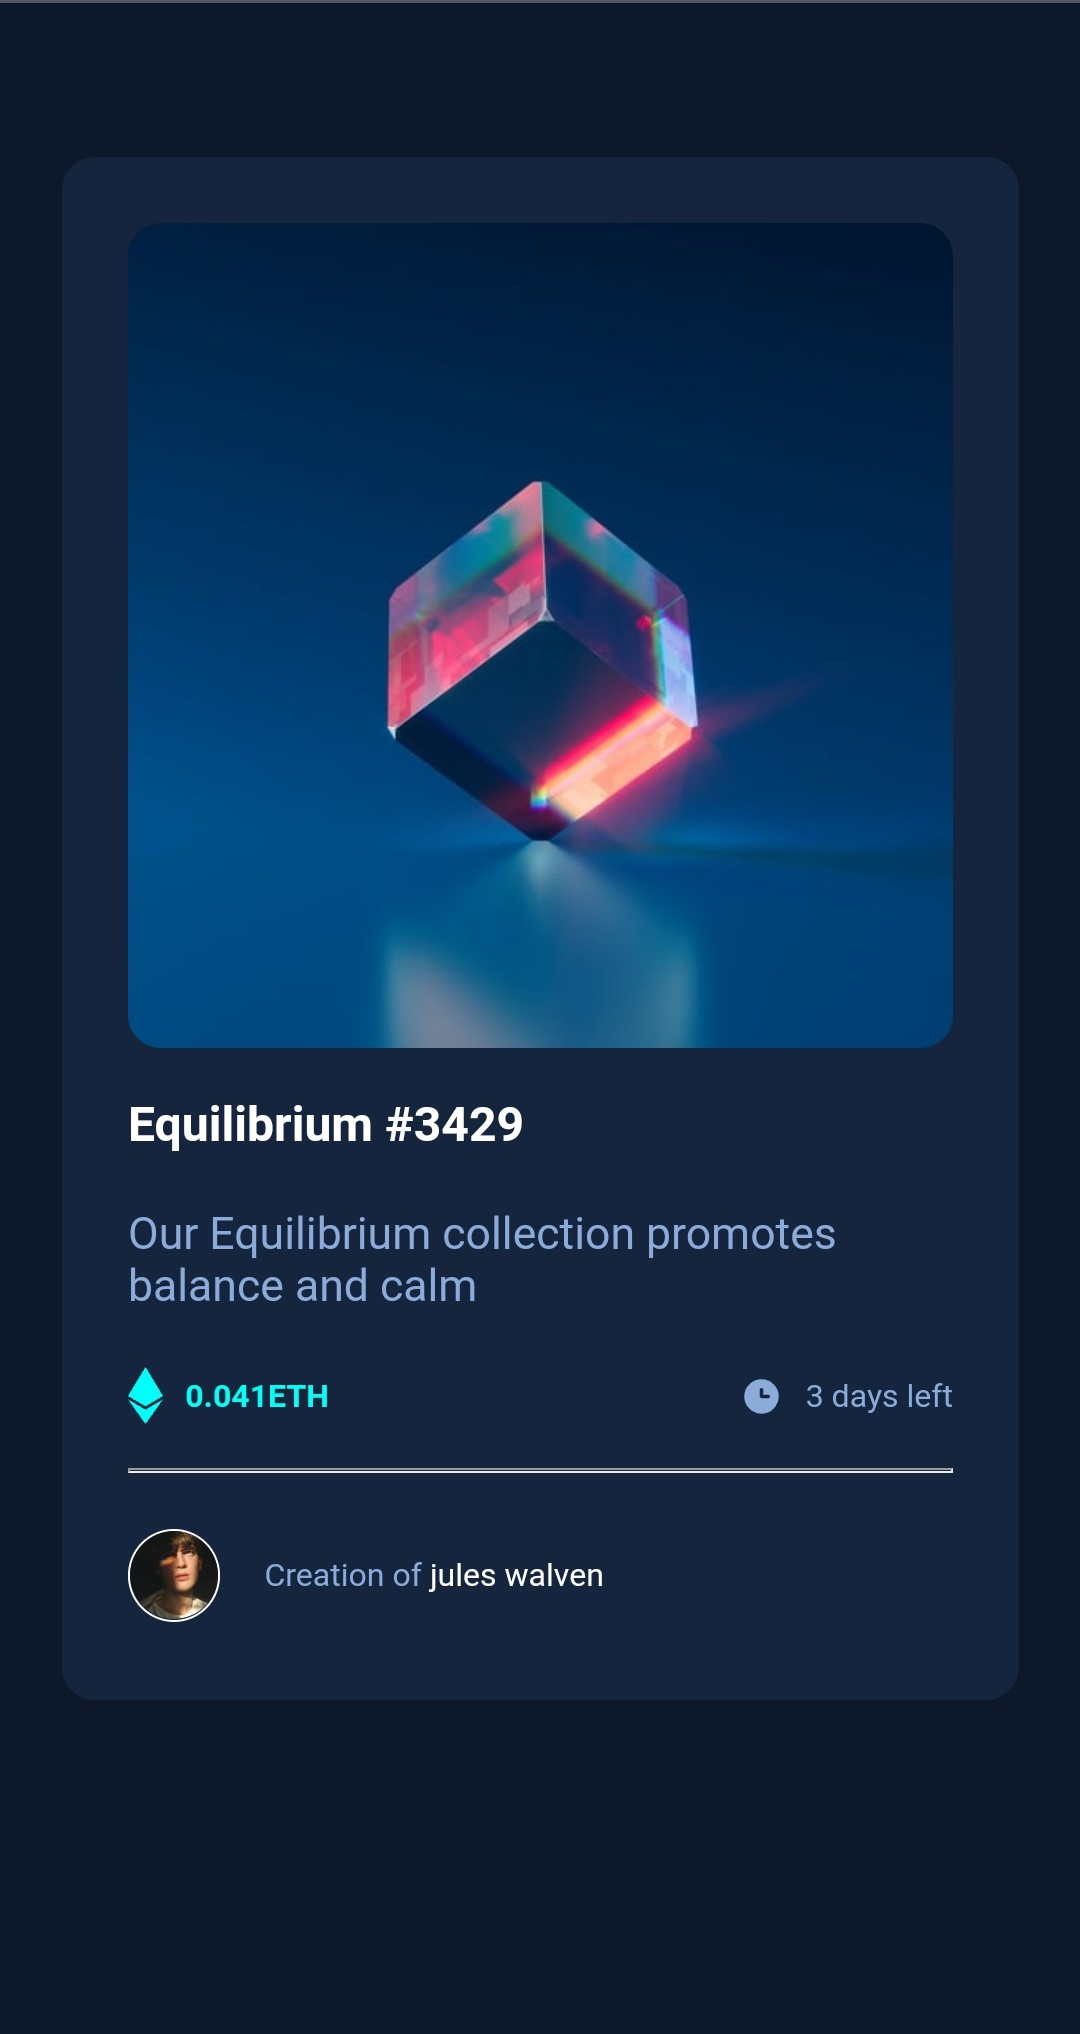 Equilibrium #3429
Our Equilibrium collection promotes
balance and calm
0.041ETH
3 days left
Creation of jules walven